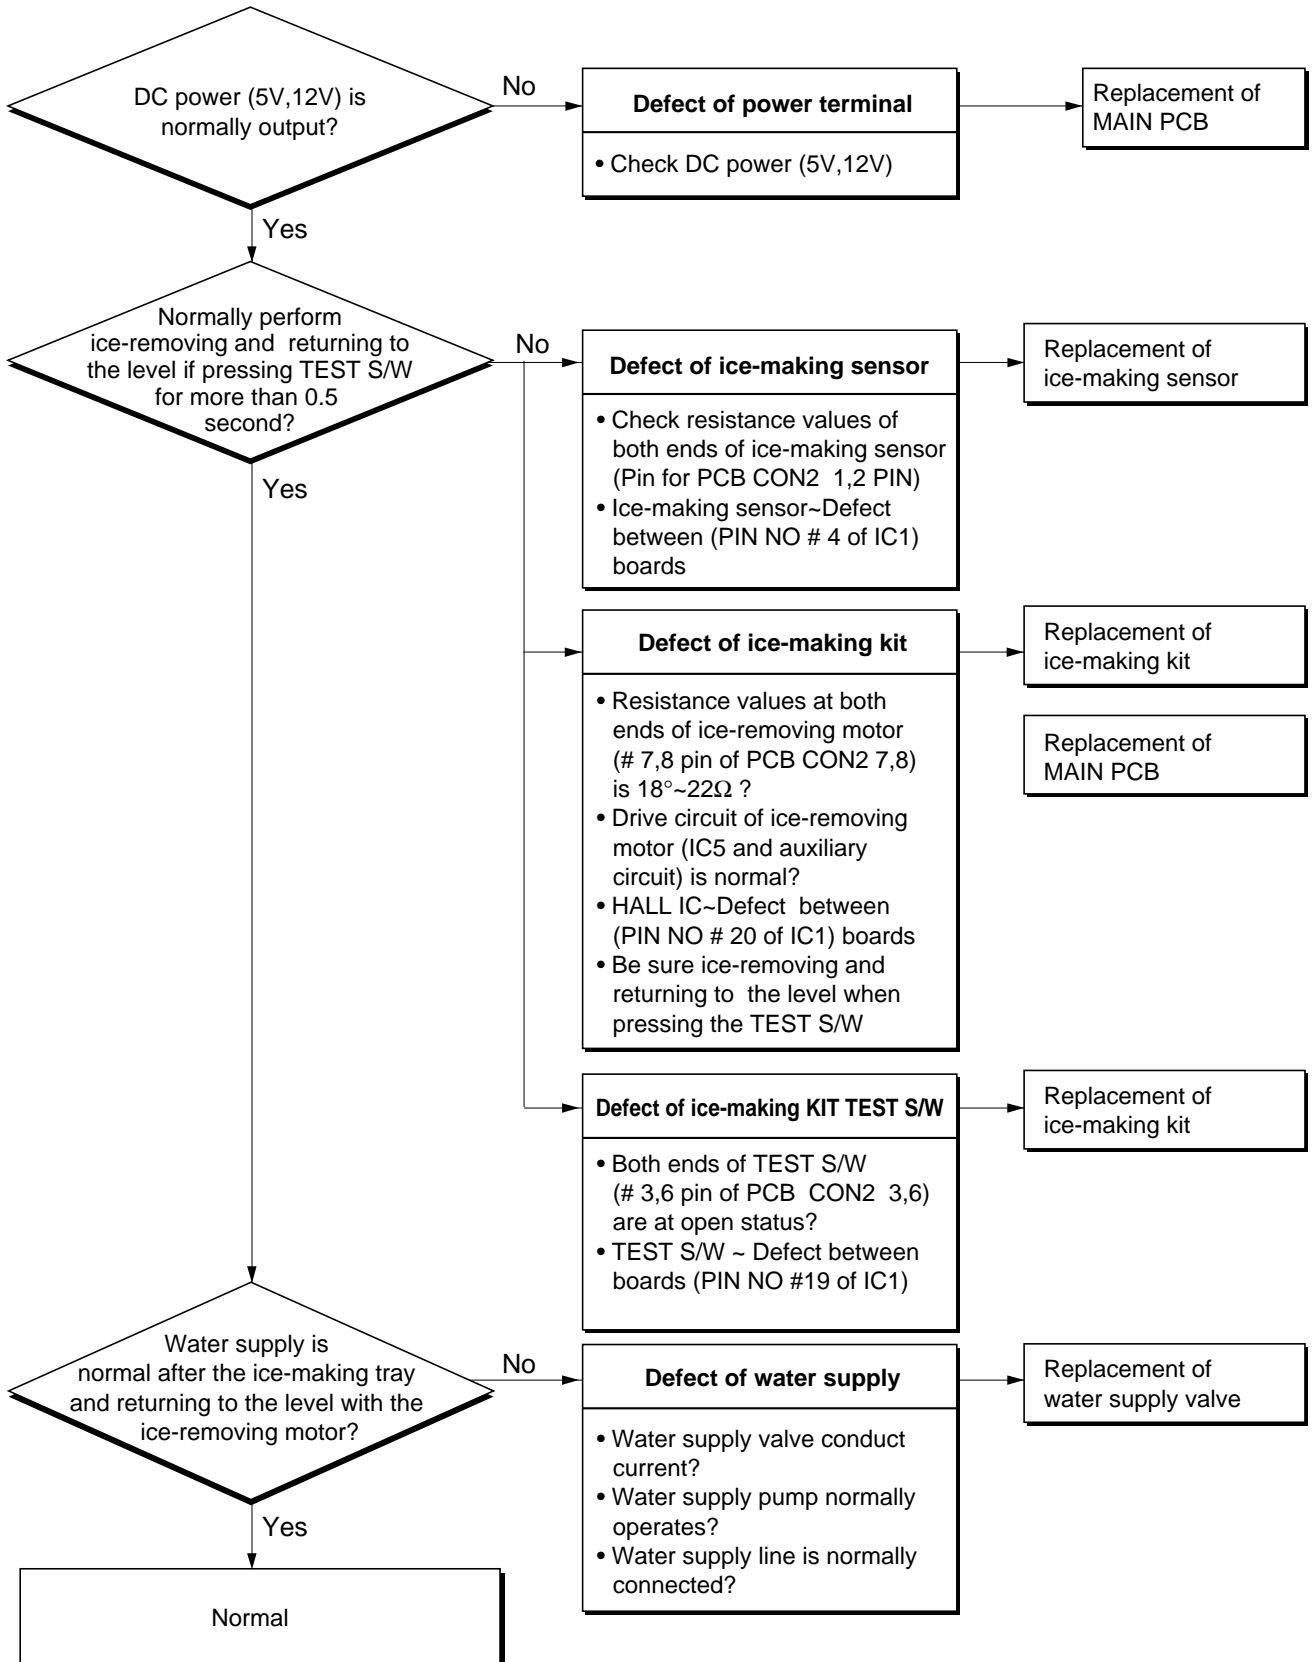 DC power (5V,12V) is
normally output?
No
Defect of power terminal
• Check DC power (5V,12V)
Replacement of
MAIN PCB
Yes
Normally perform
ice-removing and returning to
the level if pressing TEST S/W
for more than 0.5
second?
No
Defect of ice-making sensor
• Check resistance values of
both ends of ice-making sensor
(Pin for PCB CON2 1,2 PIN)
• Ice-making sensor~Defect
between (PIN NO # 4 of IC1)
boards
Replacement of
ice-making sensor
Yes
Defect of ice-making kit
• Resistance values at both
ends of ice-removing motor
(# 7,8 pin of PCB CON2 7,8)
is 18°~22Ω ?
• Drive circuit of ice-removing
motor (IC5 and auxiliary
circuit) is normal?
• HALL IC~Defect between
(PIN NO # 20 of IC1) boards
• Be sure ice-removing and
returning to the level when
pressing the TEST S/W
Replacement of
ice-making kit
Replacement of
MAIN PCB
Defect of ice-making KIT TEST S/W
• Both ends of TEST S/W
(# 3,6 pin of PCB CON2 3,6)
are at open status?
• TEST S/W ~ Defect between
boards (PIN NO #19 of IC1)
Replacement of
ice-making kit
Water supply is
normal after the ice-making tray
and returning to the level with the
ice-removing motor?
No
Defect of water supply
• Water supply valve conduct
current?
• Water supply pump normally
operates?
• Water supply line is normally
connected?
Replacement of
water supply valve
Yes
Normal